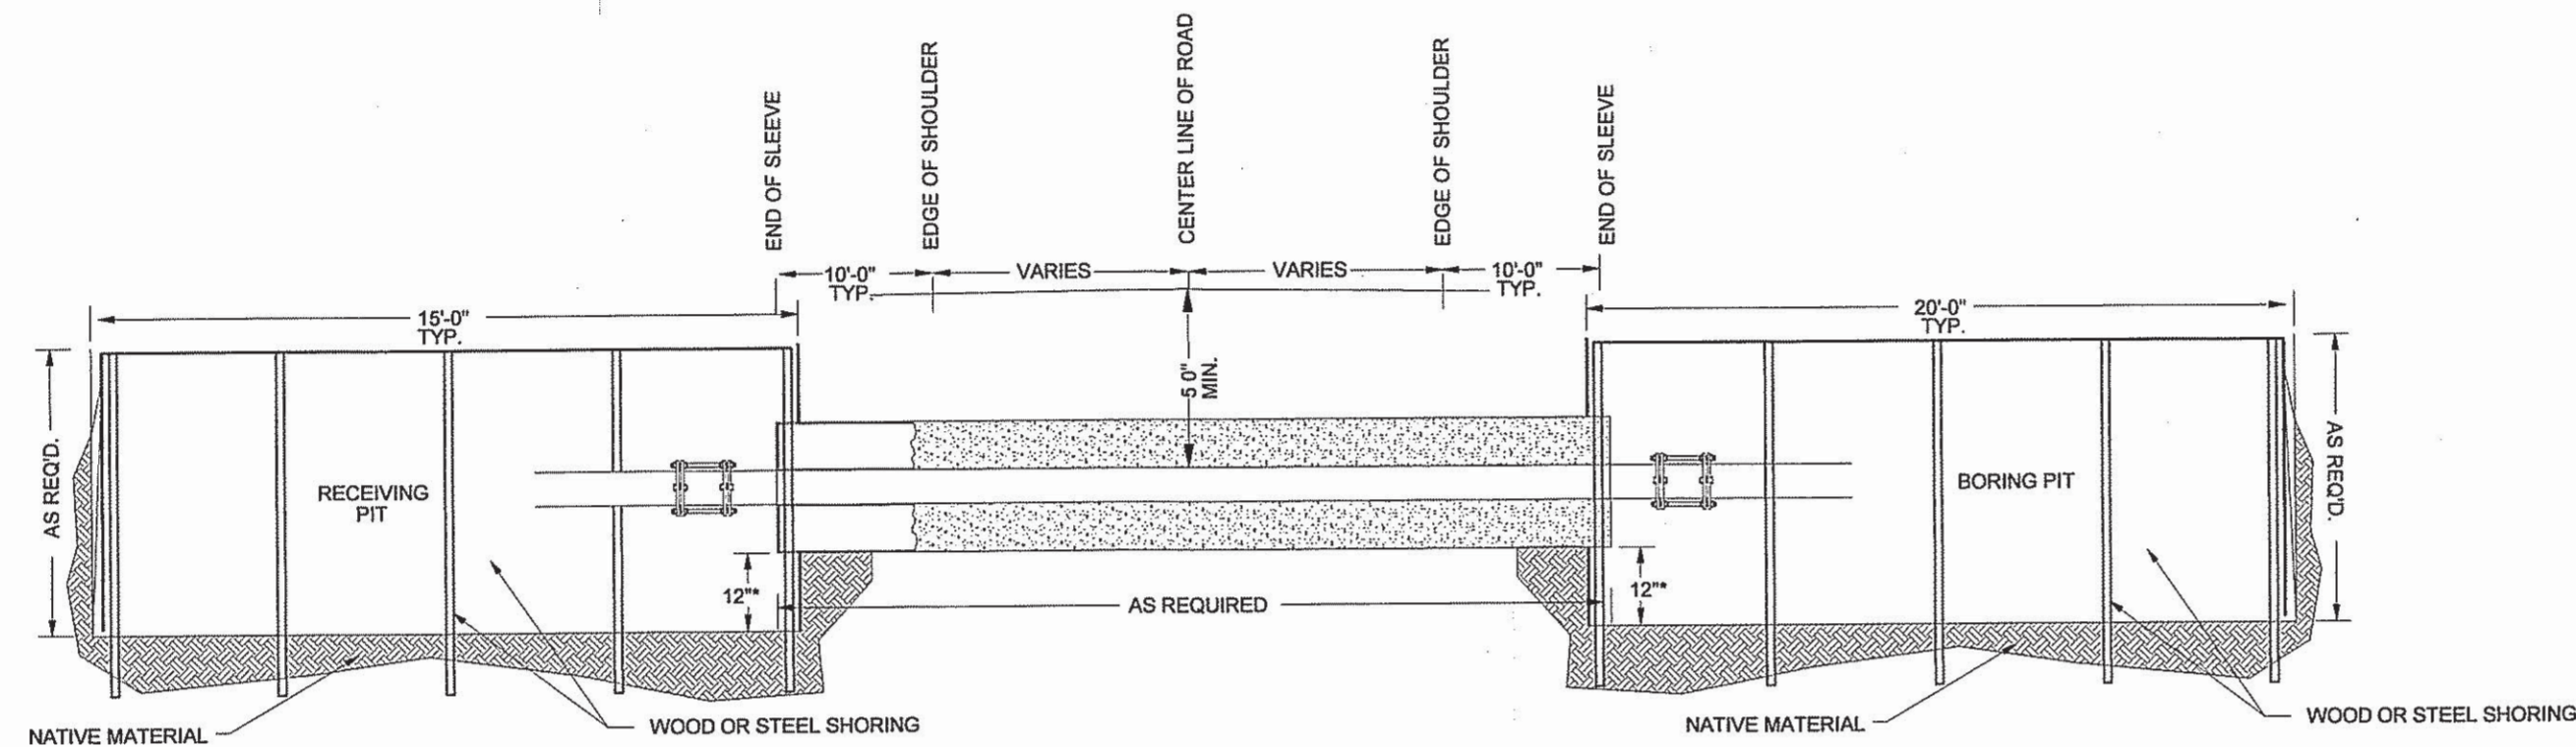 END OF SLEEVE
EDGE OF SHOULDER
CENTER LINE OF ROAD
EDGE OF SHOULDER
END OF SLEEVE
10'-0"
TYP.
VARIES
VARIES
10'-0"
TYP.
15'-0"
TYP.
20'-0"
TYP.
5 0"
MIN.
AS REQ'D.
RECEIVING
PIT
BORING PIT
AS REQ'D.
12"*
AS REQUIRED
12"*
NATIVE MATERIAL
WOOD OR STEEL SHORING
NATIVE MATERIAL
WOOD OR STEEL SHORING